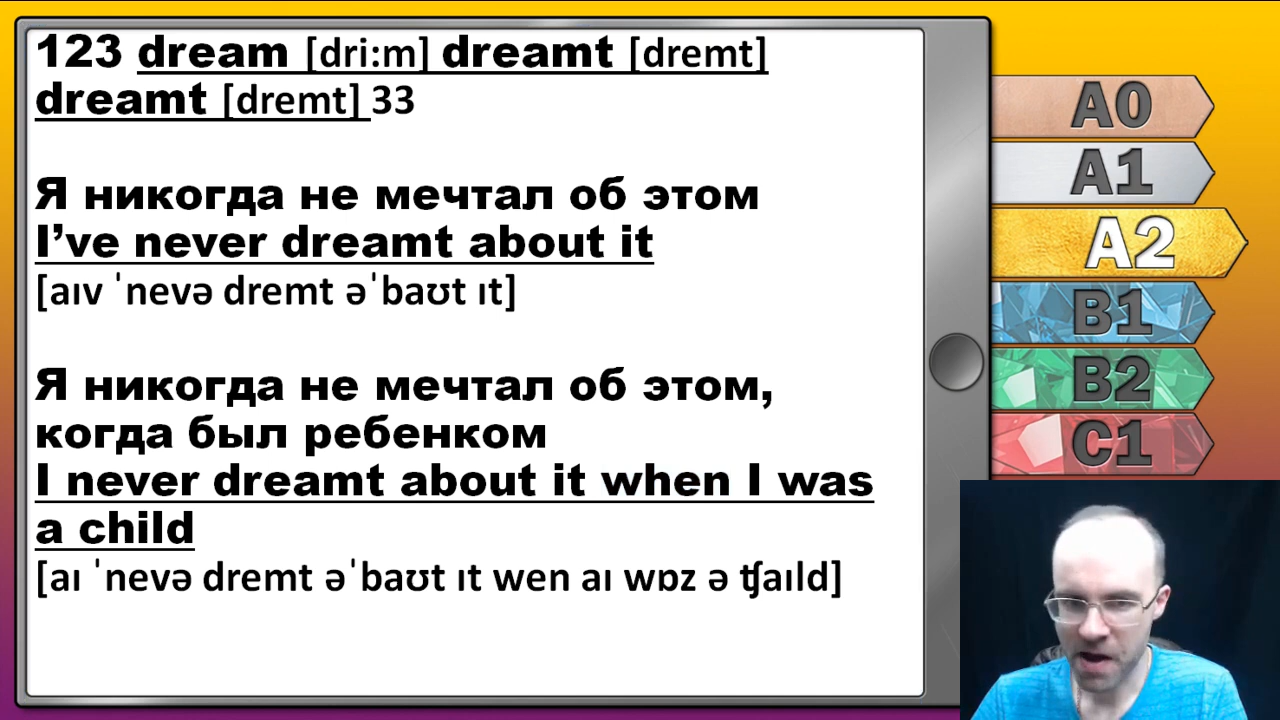 123 dream [dri:m] dreamt [dremt]
dreamt [dremt] 33
Я никогда не мечтал об этом
I’ve never dreamt about it
[aɪv ˈnevə dremt əˈbaʊt ɪt]
Я никогда не мечтал об этом,
когда был ребенком
I never dreamt about it when I was
a child
[aɪ ˈnevə dremt əˈbaʊt ɪt wen aɪ wɒz ə ʧaɪld]
A0
A1
A2
B1
B2
C1